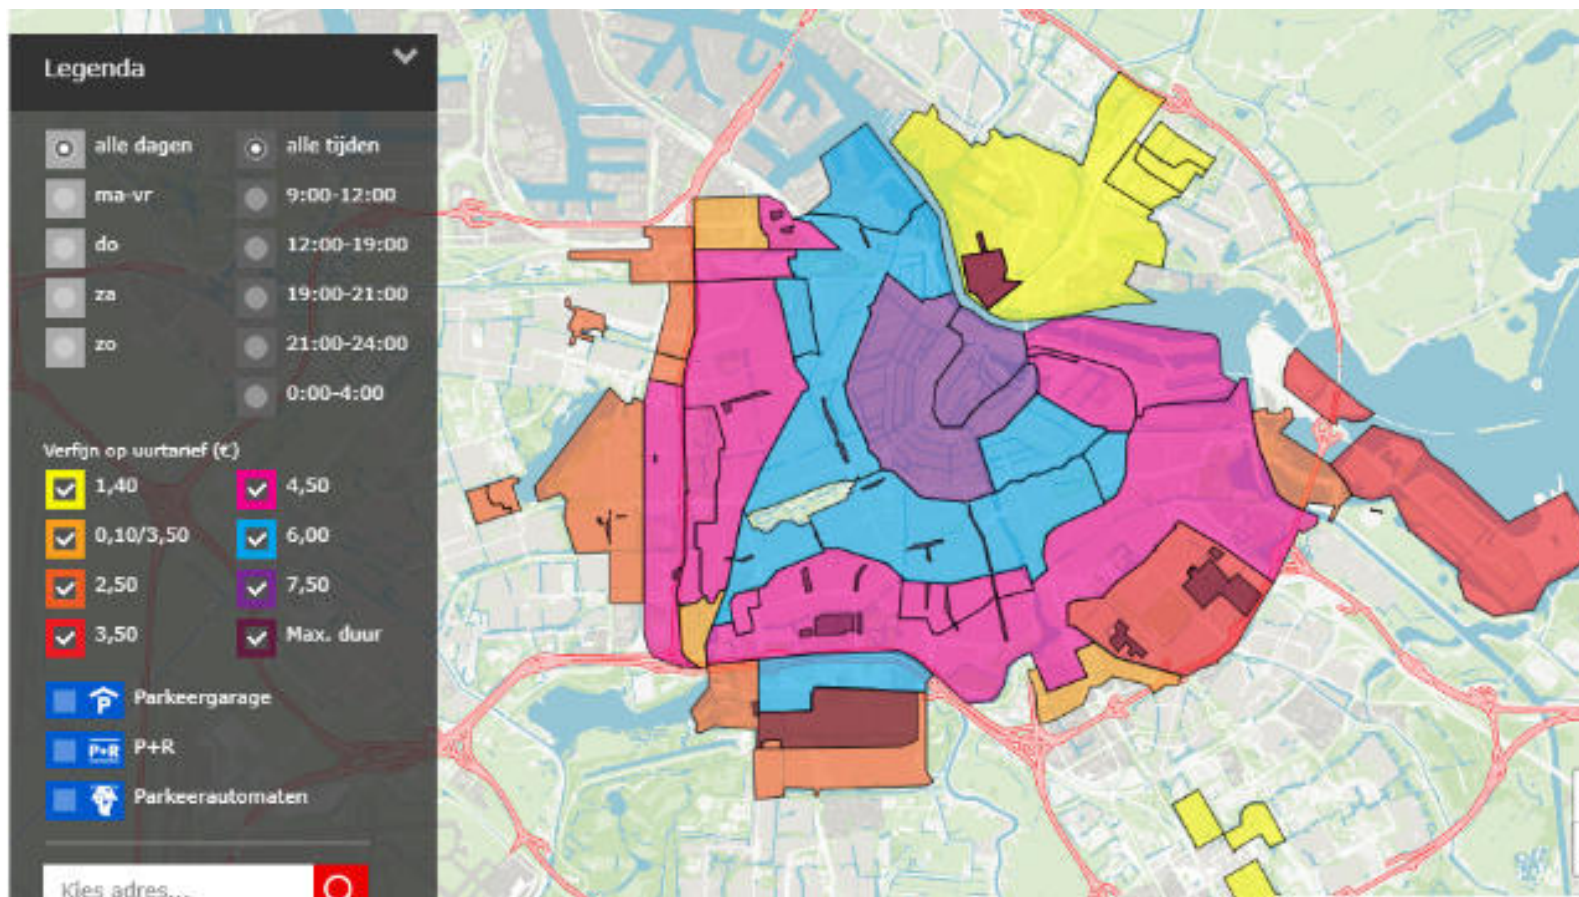 Legenda
alle dagen alle tijden
ma-vr 9:00-12:00
do 12:00-19:00
za 19:00-21:00
zo 21:00-24:00
0:00-4:00
Verfijn op uurtarief (€)
1,40 4,50
0,10/3,50 6,00
2,50 7,50
3,50 Max. duur
P Parkeergarage
P+R P+R
Parkeerautomaten
Kies adres...